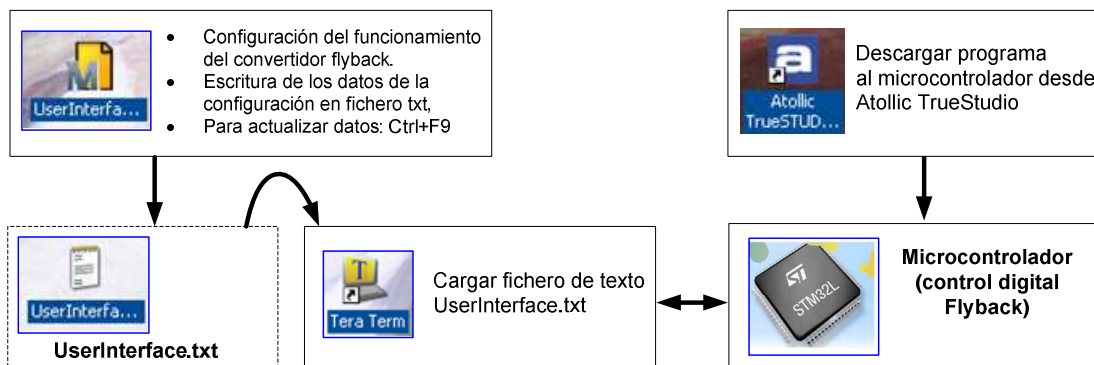 UserInterfa...
• Configuración del funcionamiento
del convertidor flyback.
• Escritura de los datos de la
configuración en fichero txt,
• Para actualizar datos: Ctrl+F9
a
Atollic
TrueSTUD...
Descargar programa
al microcontrolador desde
Atollic TrueStudio
UserInterfa...
UserInterface.txt
T
Tera Term
Cargar fichero de texto
UserInterface.txt
ST
STM32L
Microcontrolador
(control digital
Flyback)